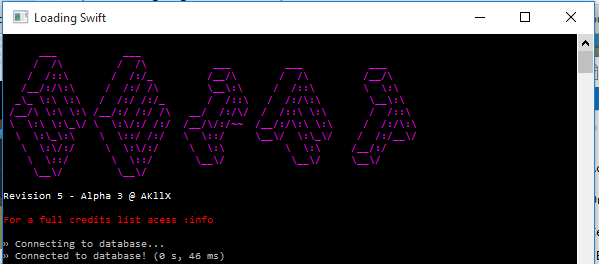 Loading Swift
Revision 5 - Alpha 3 @ AKllX
For a full credits list acess :info
» Connecting to database...
» Connected to database! (0 s, 46 ms)